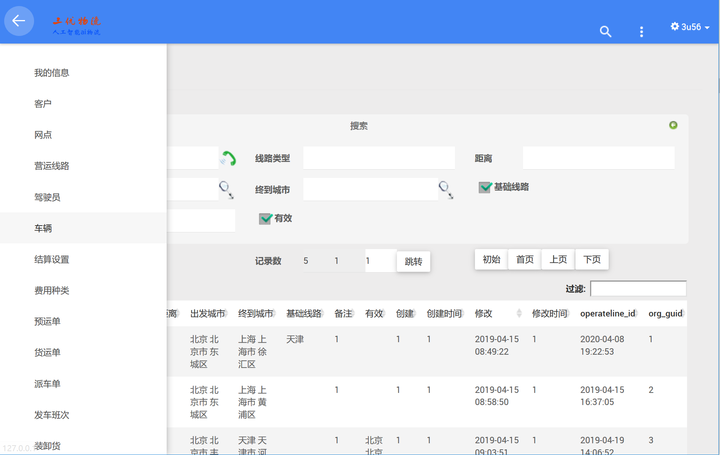 工讯物流
人工智能的物流
3u56
我的信息
客户
网点
营运线路
驾驶员
车辆
结算设置
费用种类
预运单
货运单
派车单
发车班次
装卸货
127.0.0.
搜索
线路类型
距离
终到城市
基础线路
有效
记录数 5 1 1 跳转 初始 首页 上页 下页
过滤:
距离 出发城市 终到城市 基础线路 备注 有效 创建 创建时间 修改 修改时间 operateline_id org_guid
北京 北 上海 上 天津 1 1 1 2019-04-15 1 2020-04-08 1
京市 东 海市 徐 08:49:22 19:22:53
城区 汇区
北京 北 上海 上 1 1 1 2019-04-15 1 2019-04-15 2
京市 东 海市 黄 08:58:50 16:37:05
城区 浦区
北京 北 天津 天 1 北京 1 1 2019-04-15 1 2019-04-19 3
京市 丰 津市 河 北京 09:03:51 14:06:52